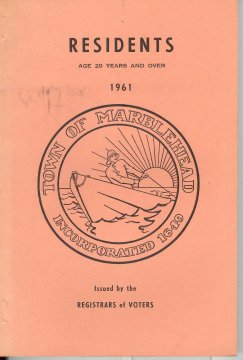 RESIDENTS
AGE 20 YEARS AND OVER
1961
TOWN OF MARBLEHEAD
INCORPORATED 1649
Issued by the
REGISTRARS of VOTERS